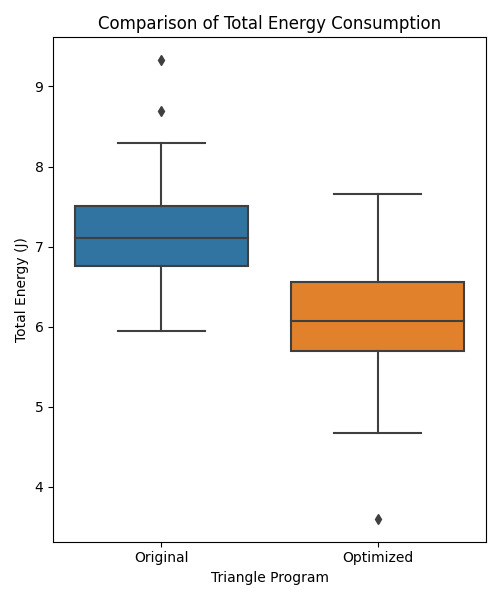 Comparison of Total Energy Consumption
9
8
7
6
5
4
Total Energy (J)
Original
Optimized
Triangle Program